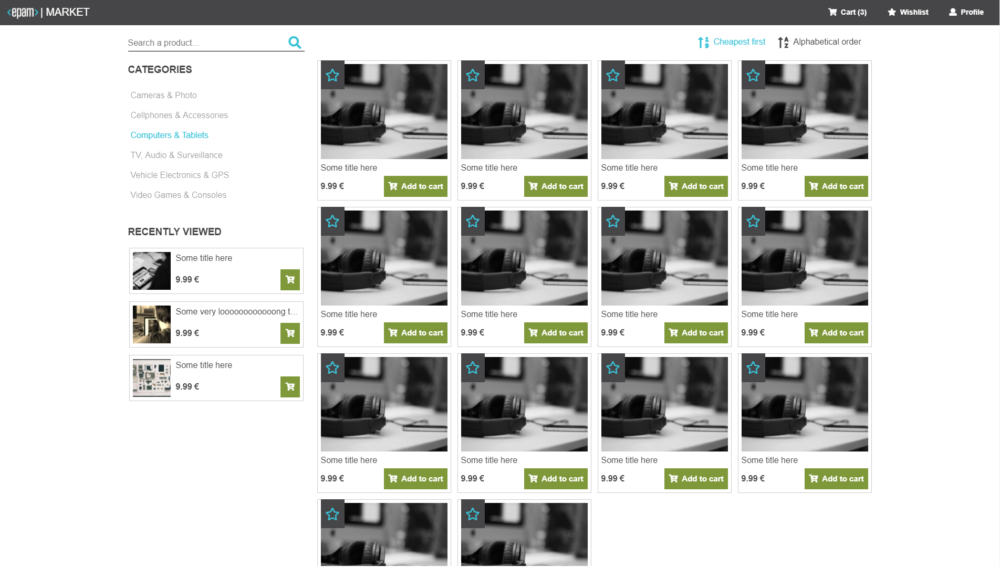 <epam> | MARKET
Cart (3)
Wishlist
Profile
Search a product...
Cheapest first
Alphabetical order
CATEGORIES
Cameras & Photo
Cellphones & Accessories
Computers & Tablets
TV, Audio & Surveillance
Vehicle Electronics & GPS
Video Games & Consoles
RECENTLY VIEWED
Some title here
9.99 €
Some very loooooooooooong t...
9.99 €
Some title here
9.99 €
Some title here
9.99 € Add to cart
Some title here
9.99 € Add to cart
Some title here
9.99 € Add to cart
Some title here
9.99 € Add to cart
Some title here
9.99 € Add to cart
Some title here
9.99 € Add to cart
Some title here
9.99 € Add to cart
Some title here
9.99 € Add to cart
Some title here
9.99 € Add to cart
Some title here
9.99 € Add to cart
Some title here
9.99 € Add to cart
Some title here
9.99 € Add to cart